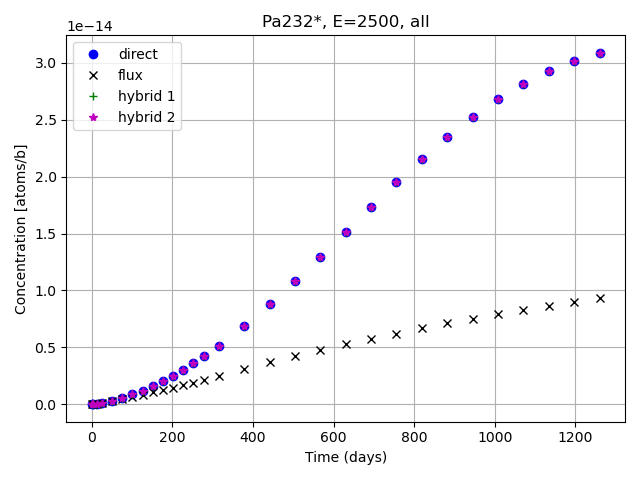 Pa232*, E=2500, all
1e−14
direct
flux
hybrid 1
hybrid 2
3.0
2.5
2.0
1.5
1.0
0.5
0.0
Concentration [atoms/b]
0 200 400 600 800 1000 1200
Time (days)